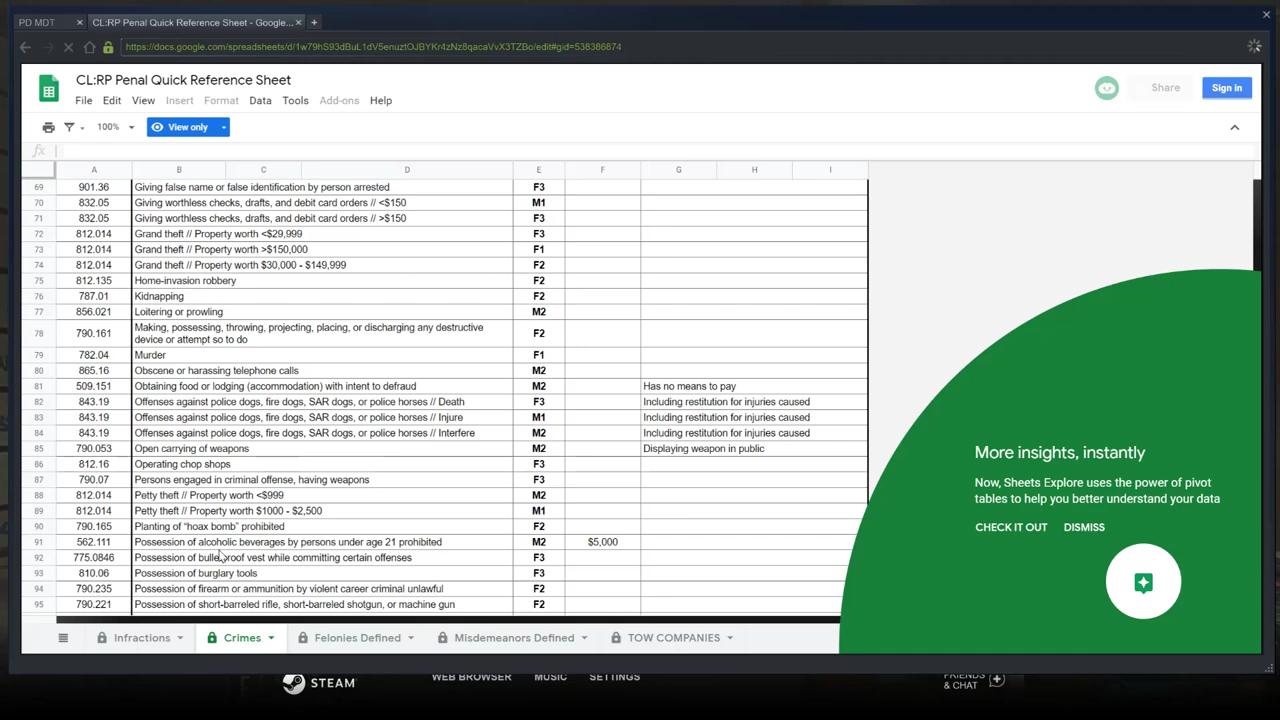 PD MDT
CL:RP Penal Quick Reference Sheet - Google...
https://docs.google.com/spreadsheets/d/1w79hS93dBuL1dV5enuztOJBYKr4zNz8qacaVvX3TZBo/edit#gid=538386874
CL:RP Penal Quick Reference Sheet
Share
Sign in
File Edit View Insert Format Data Tools Add-ons Help
100% View only
fx
A B C D E F G H I
69 901.36 Giving false name or false identification by person arrested F3
70 832.05 Giving worthless checks, drafts, and debit card orders // <$150 M1
71 832.05 Giving worthless checks, drafts, and debit card orders // >$150 F3
72 812.014 Grand theft // Property worth <$29,999 F3
73 812.014 Grand theft // Property worth >$150,000 F1
74 812.014 Grand theft // Property worth $30,000 - $149,999 F2
75 812.135 Home-invasion robbery F2
76 787.01 Kidnapping F2
77 856.021 Loitering or prowling M2
78 790.161 Making, possessing, throwing, projecting, placing, or discharging any destructive
device or attempt so to do F2
79 782.04 Murder F1
80 865.16 Obscene or harassing telephone calls M2
81 509.151 Obtaining food or lodging (accommodation) with intent to defraud M2 Has no means to pay
82 843.19 Offenses against police dogs, fire dogs, SAR dogs, or police horses // Death F3 Including restitution for injuries caused
83 843.19 Offenses against police dogs, fire dogs, SAR dogs, or police horses // Injure M1 Including restitution for injuries caused
84 843.19 Offenses against police dogs, fire dogs, SAR dogs, or police horses // Interfere M2 Including restitution for injuries caused
85 790.053 Open carrying of weapons M2 Displaying weapon in public
86 812.16 Operating chop shops F3
87 790.07 Persons engaged in criminal offense, having weapons F3
88 812.014 Petty theft // Property worth <$999 M2
89 812.014 Petty theft // Property worth $1000 - $2,500 M1
90 790.165 Planting of "hoax bomb" prohibited F2
91 562.111 Possession of alcoholic beverages by persons under age 21 prohibited M2 $5,000
92 775.0846 Possession of bulletproof vest while committing certain offenses F3
93 810.06 Possession of burglary tools F3
94 790.235 Possession of firearm or ammunition by violent career criminal unlawful F2
95 790.221 Possession of short-barreled rifle, short-barreled shotgun, or machine gun F2
More insights, instantly
Now, Sheets Explore uses the power of pivot
tables to help you better understand your data
CHECK IT OUT DISMISS
Infractions Crimes Felonies Defined Misdemeanors Defined TOW COMPANIES
STEAM WEB BROWSER MUSIC SETTINGS
FRIENDS
& CHAT